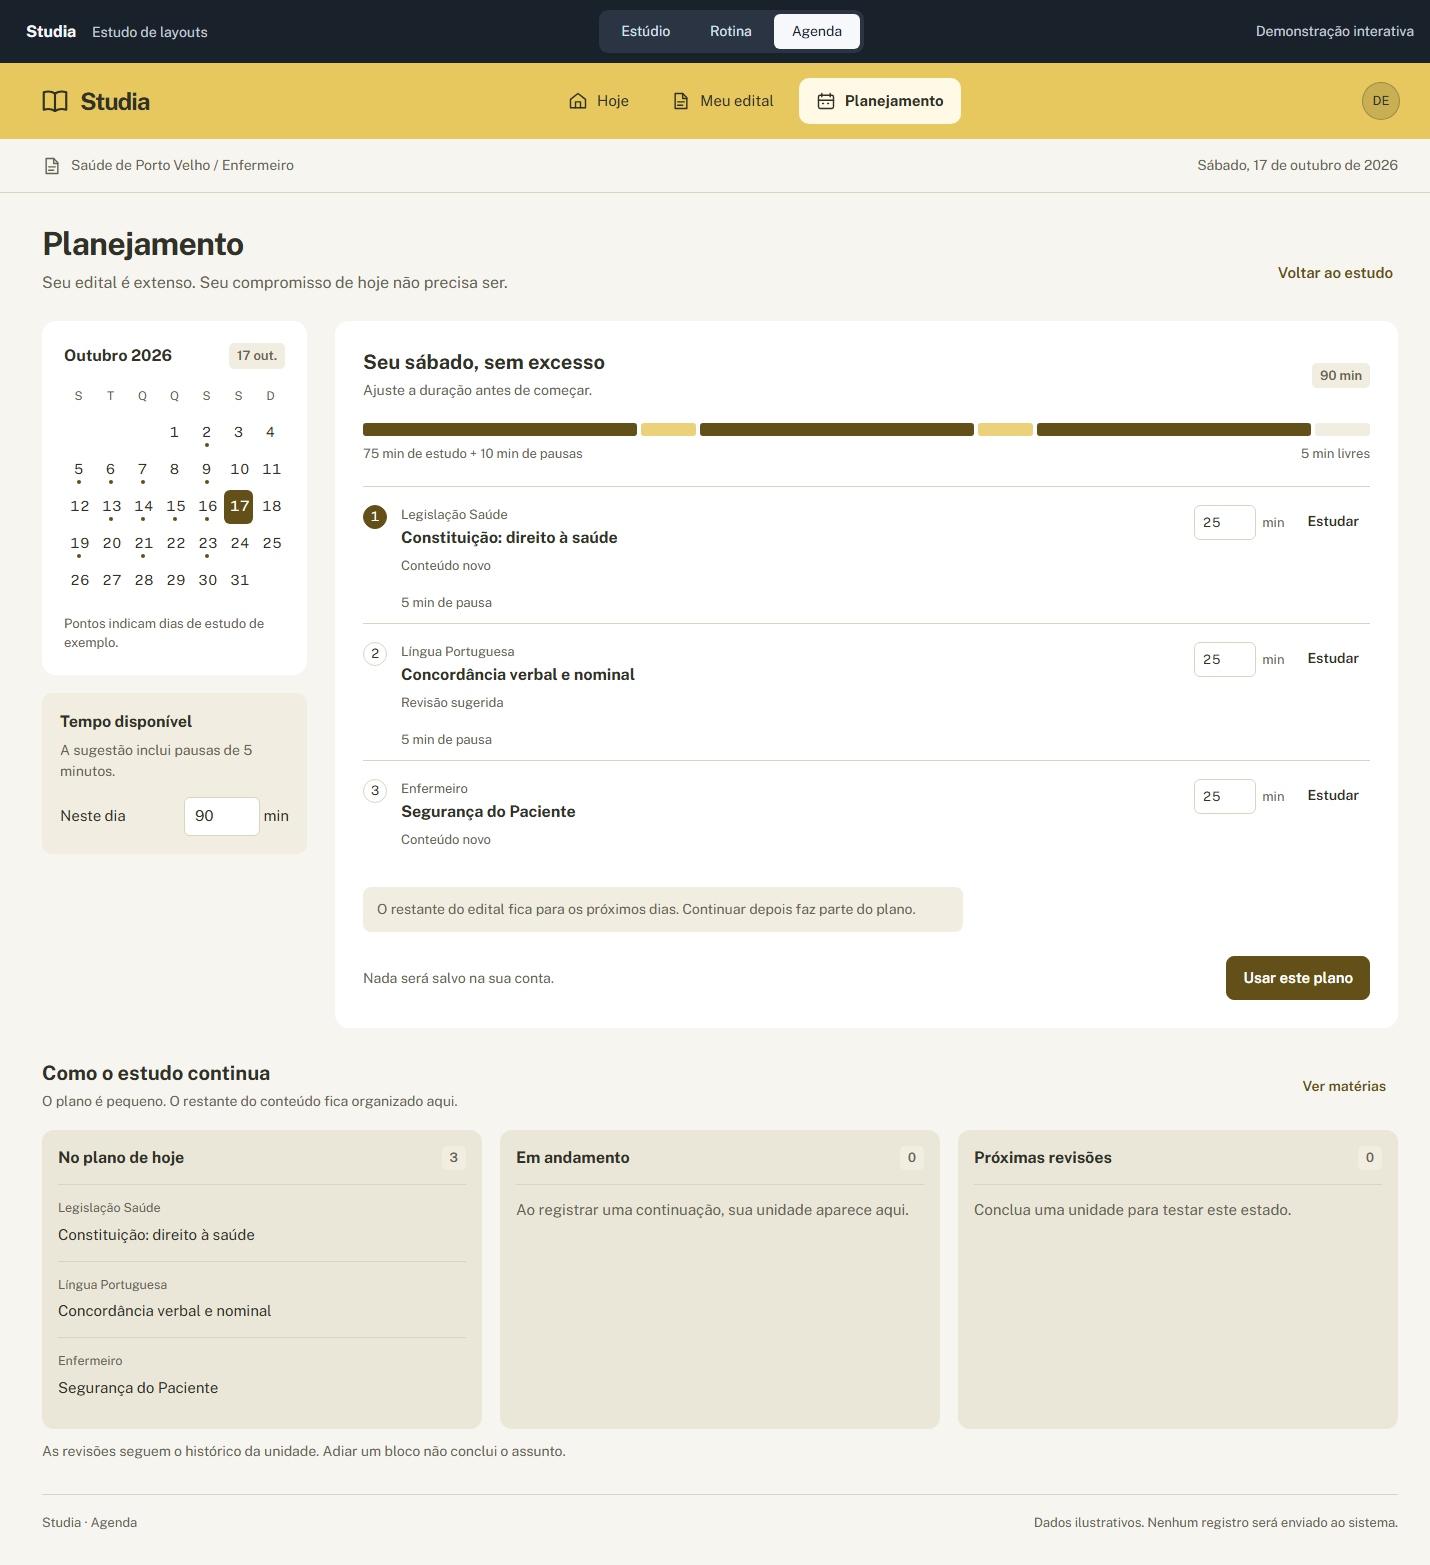 Studia Estudo de layouts Estúdio Rotina Agenda Demonstração interativa
Studia Hoje Meu edital Planejamento DE
Saúde de Porto Velho / Enfermeiro Sábado, 17 de outubro de 2026
Planejamento
Seu edital é extenso. Seu compromisso de hoje não precisa ser.
Voltar ao estudo
Outubro 2026 17 out.
S T Q Q S S D
1 2 3 4
5 6 7 8 9 10 11
12 13 14 15 16 17 18
19 20 21 22 23 24 25
26 27 28 29 30 31
Pontos indicam dias de estudo de
exemplo.
Tempo disponível
A sugestão inclui pausas de 5
minutos.
Neste dia 90 min
Seu sábado, sem excesso
Ajuste a duração antes de começar.
90 min
75 min de estudo + 10 min de pausas 5 min livres
1 Legislação Saúde
Constituição: direito à saúde
Conteúdo novo
5 min de pausa
25 min Estudar
2 Língua Portuguesa
Concordância verbal e nominal
Revisão sugerida
5 min de pausa
25 min Estudar
3 Enfermeiro
Segurança do Paciente
Conteúdo novo
25 min Estudar
O restante do edital fica para os próximos dias. Continuar depois faz parte do plano.
Nada será salvo na sua conta. Usar este plano
Como o estudo continua
O plano é pequeno. O restante do conteúdo fica organizado aqui.
Ver matérias
No plano de hoje 3
Legislação Saúde
Constituição: direito à saúde
Língua Portuguesa
Concordância verbal e nominal
Enfermeiro
Segurança do Paciente
Em andamento 0
Ao registrar uma continuação, sua unidade aparece aqui.
Próximas revisões 0
Conclua uma unidade para testar este estado.
As revisões seguem o histórico da unidade. Adiar um bloco não conclui o assunto.
Studia · Agenda Dados ilustrativos. Nenhum registro será enviado ao sistema.